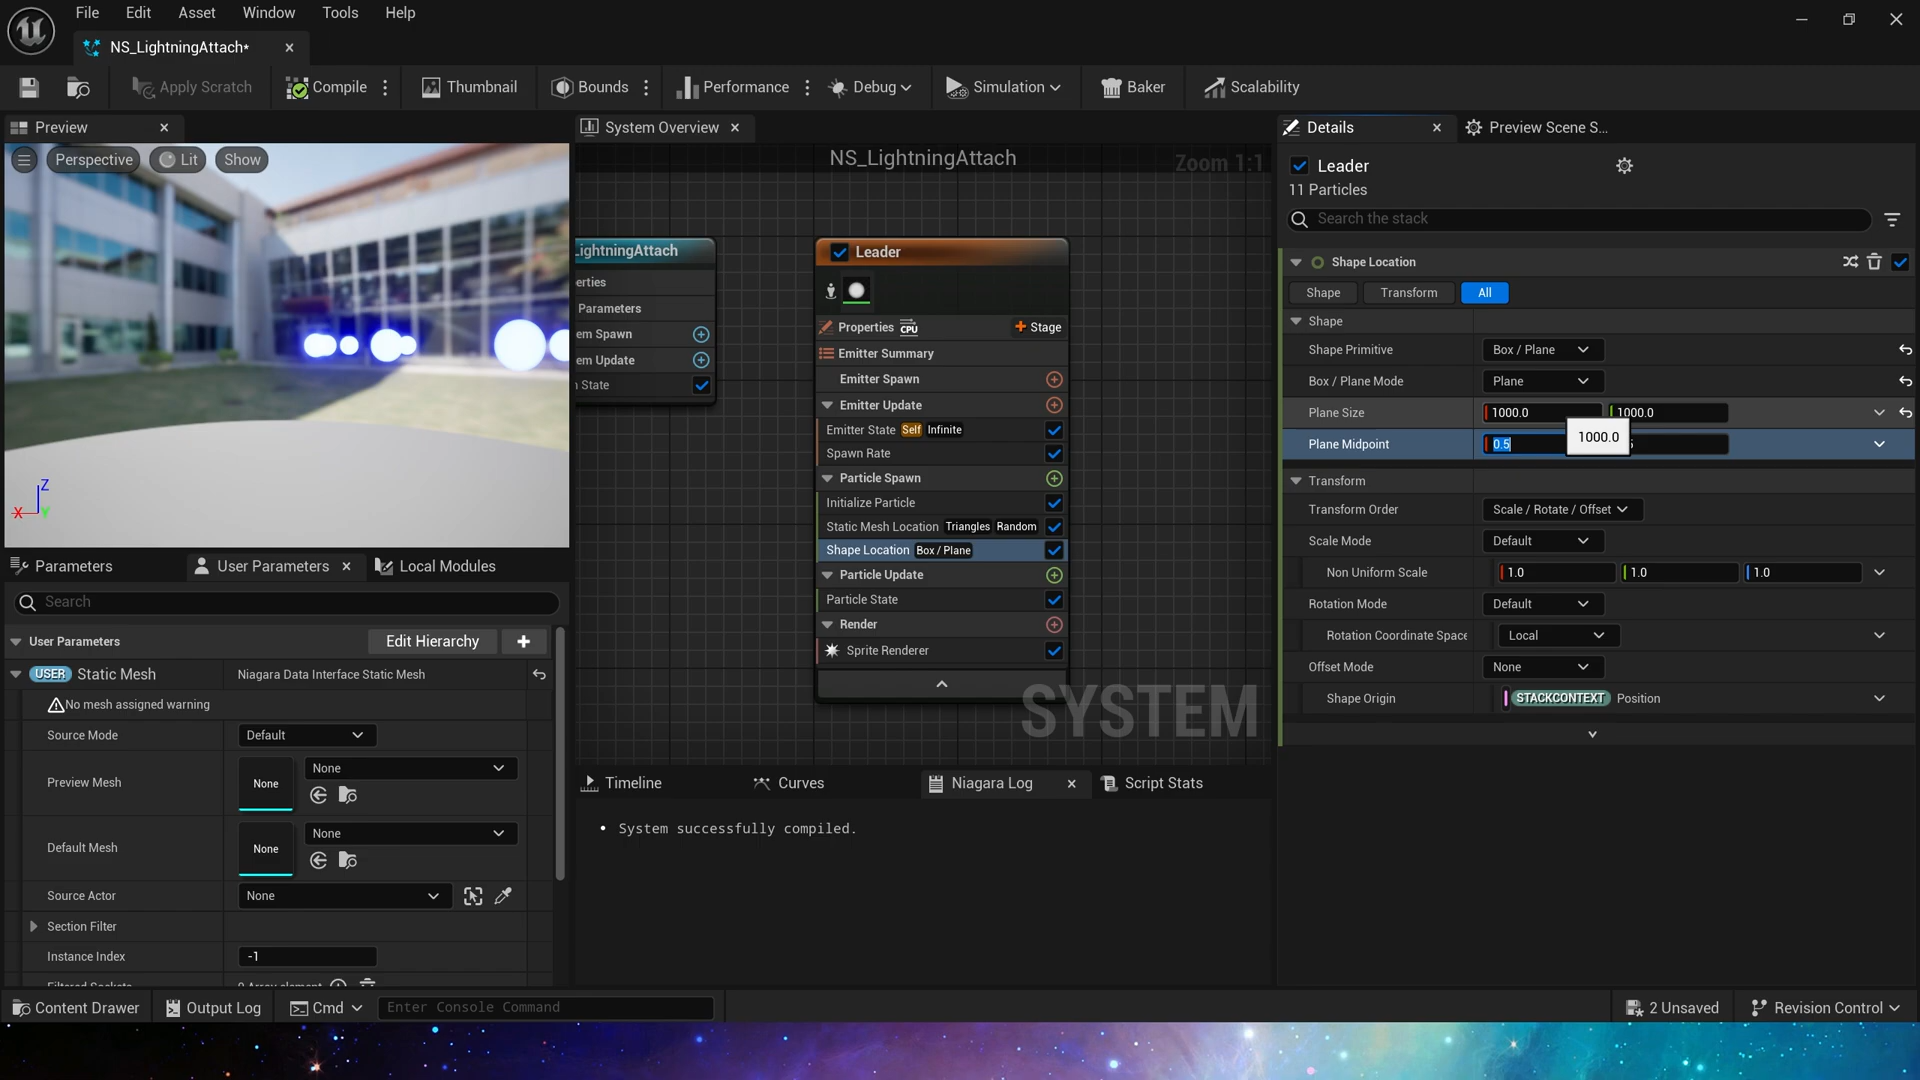 File Edit Asset Window Tools Help
NS_LightningAttach*
Apply Scratch Compile Thumbnail Bounds Performance Debug Simulation Baker Scalability
Preview
System Overview
Details
Preview Scene S...
Perspective Lit Show
NS_LightningAttach
Zoom 1:1
Leader
11 Particles
Search the stack
LightningAttach
erties
Parameters
em Spawn
em Update
n State
Leader
Properties CPU Stage
Emitter Summary
Emitter Spawn
Emitter Update
Emitter State Self Infinite
Spawn Rate
Particle Spawn
Initialize Particle
Static Mesh Location Triangles Random
Shape Location Box / Plane
Particle Update
Particle State
Render
Sprite Renderer
SYSTEM
Shape Location
Shape Transform All
Shape
Shape Primitive Box / Plane
Box / Plane Mode Plane
Plane Size 1000.0 1000.0
Plane Midpoint 0.5 5
1000.0
Transform
Transform Order Scale / Rotate / Offset
Scale Mode Default
Non Uniform Scale 1.0 1.0 1.0
Rotation Mode Default
Rotation Coordinate Space Local
Offset Mode None
Shape Origin STACKCONTEXT Position
Z
X Y
Parameters User Parameters Local Modules
Search
User Parameters Edit Hierarchy
USER Static Mesh Niagara Data Interface Static Mesh
No mesh assigned warning
Source Mode Default
Preview Mesh None None
Default Mesh None None
Source Actor None
Section Filter
Instance Index -1
Timeline Curves Niagara Log Script Stats
• System successfully compiled.
Content Drawer Output Log Cmd Enter Console Command
2 Unsaved Revision Control